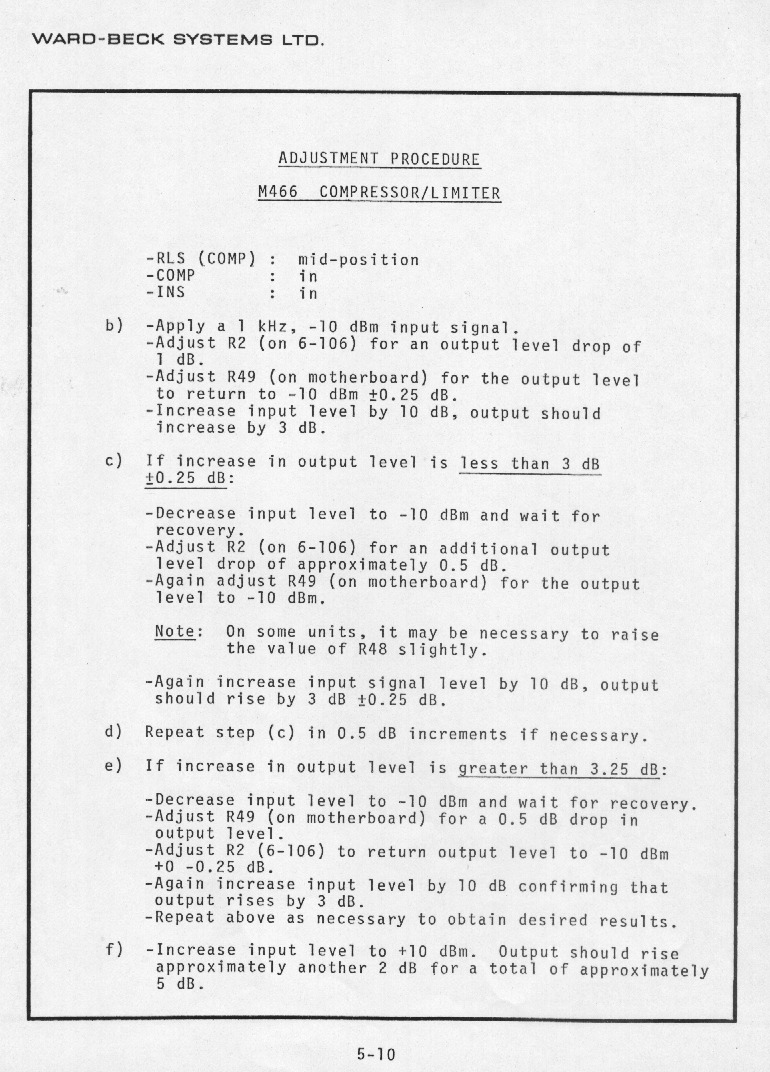 WARD-BECK SYSTEMS LTD.
ADJUSTMENT PROCEDURE
M466 COMPRESSOR/LIMITER
-RLS (COMP) : mid-position
-COMP : in
-INS : in
b) -Apply a 1 kHz, -10 dBm input signal.
-Adjust R2 (on 6-106) for an output level drop of
1 dB.
-Adjust R49 (on motherboard) for the output level
to return to -10 dBm ±0.25 dB.
-Increase input level by 10 dB, output should
increase by 3 dB.
c) If increase in output level is less than 3 dB
±0.25 dB:
-Decrease input level to -10 dBm and wait for
recovery.
-Adjust R2 (on 6-106) for an additional output
level drop of approximately 0.5 dB.
-Again adjust R49 (on motherboard) for the output
level to -10 dBm.
Note: On some units, it may be necessary to raise
the value of R48 slightly.
-Again increase input signal level by 10 dB, output
should rise by 3 dB ±0.25 dB.
d) Repeat step (c) in 0.5 dB increments if necessary.
e) If increase in output level is greater than 3.25 dB:
-Decrease input level to -10 dBm and wait for recovery.
-Adjust R49 (on motherboard) for a 0.5 dB drop in
output level.
-Adjust R2 (6-106) to return output level to -10 dBm
+0 -0.25 dB.
-Again increase input level by 10 dB confirming that
output rises by 3 dB.
-Repeat above as necessary to obtain desired results.
f) -Increase input level to +10 dBm. Output should rise
approximately another 2 dB for a total of approximately
5 dB.
5-10